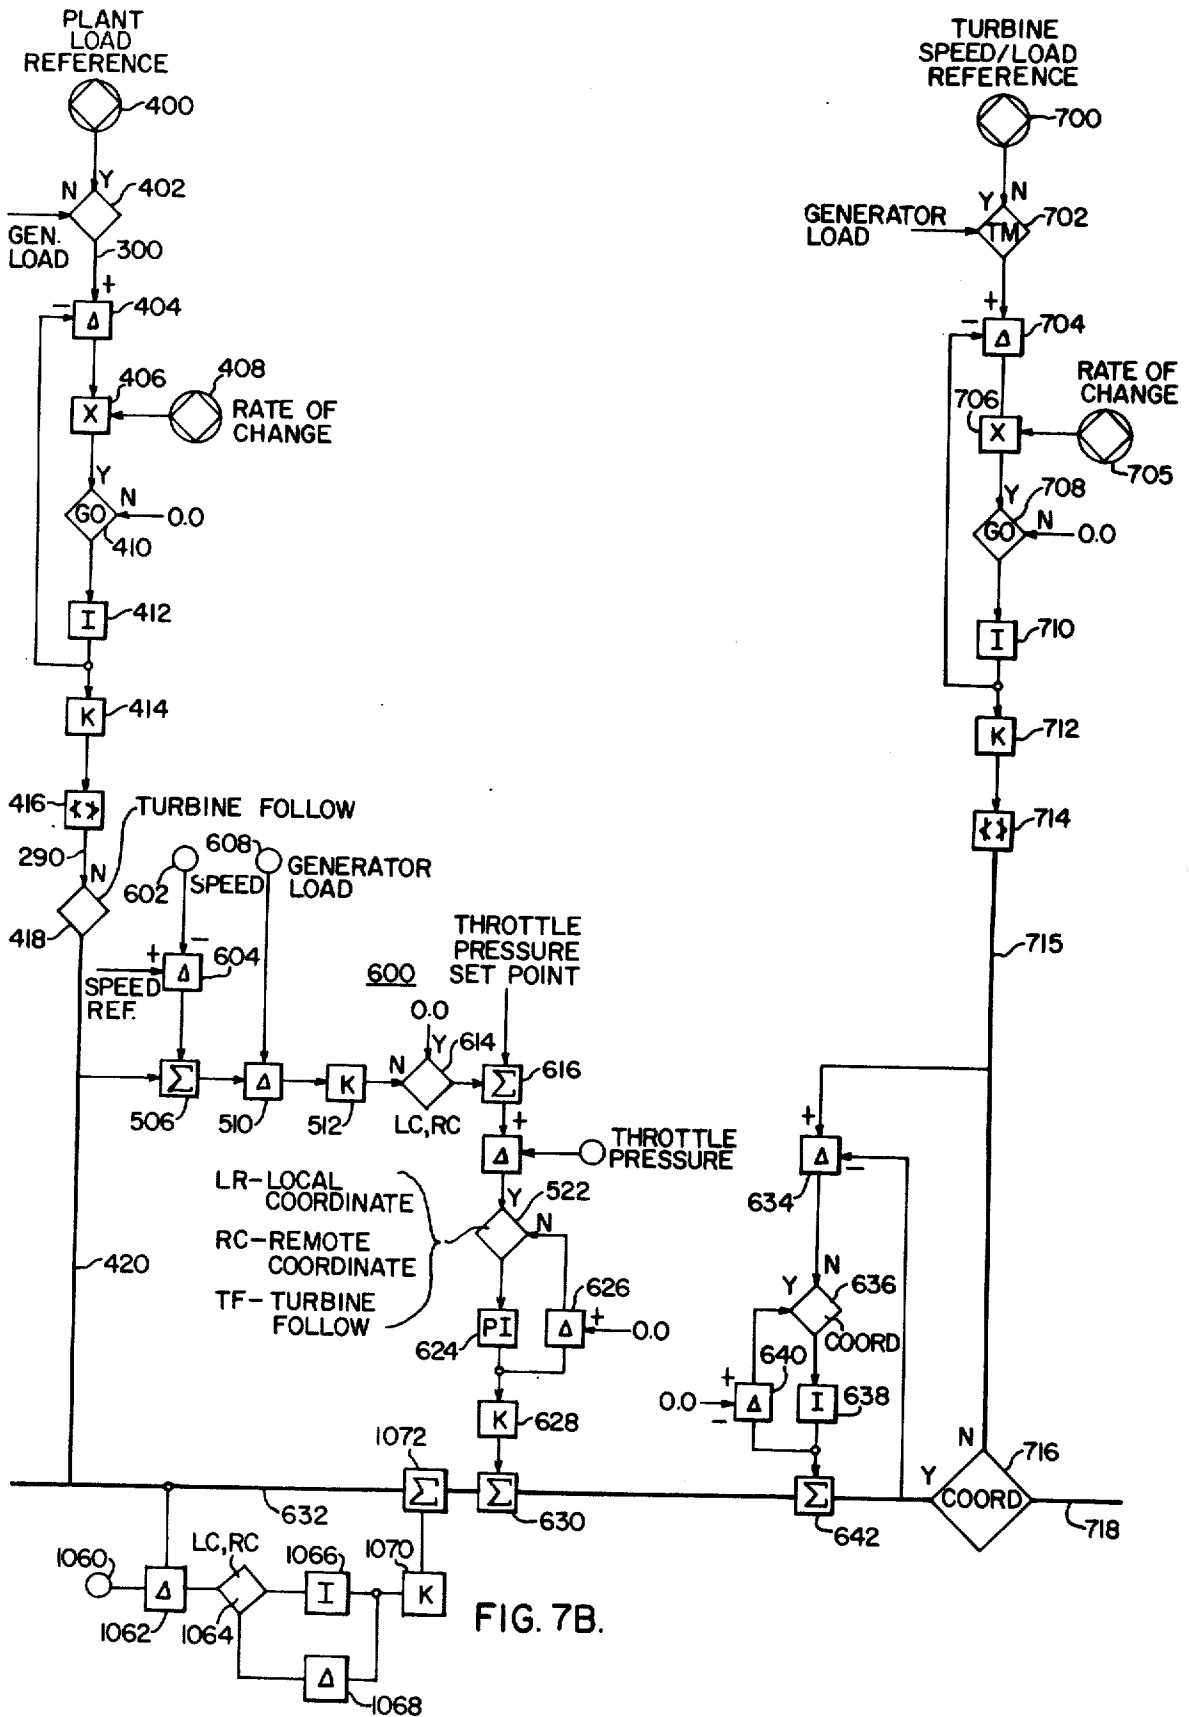 PLANT
LOAD
REFERENCE
400
N Y 402
GEN.
LOAD
300
+
− Δ 404
406
X
408
RATE OF
CHANGE
Y
GO N 0.0
410
I 412
K 414
416 <>
TURBINE FOLLOW
290
N
418
602
SPEED
608
GENERATOR
LOAD
+ −
Δ 604
SPEED
REF.
600
THROTTLE
PRESSURE
SET POINT
0.0
N Y 614
LC,RC
Σ 506
Δ 510
K 512
Σ 616
+
Δ
THROTTLE
PRESSURE
LR-LOCAL
COORDINATE
RC-REMOTE
COORDINATE
TF-TURBINE
FOLLOW
Y 522
N
420
PI 624
626
Δ + 0.0
K 628
1072
Σ
Σ 630
632
1060
Δ 1062
LC,RC
1064
1066
I
1070
K
Δ 1068
TURBINE
SPEED/LOAD
REFERENCE
700
GENERATOR
LOAD
Y N
TM 702
+
− Δ 704
706
X
RATE OF
CHANGE
705
Y 708
GO N 0.0
I 710
K 712
<> 714
715
+
Δ −
634
Y N 636
COORD
640
+
0.0 Δ
−
I 638
Σ 642
N 716
Y COORD
718
FIG. 7B.